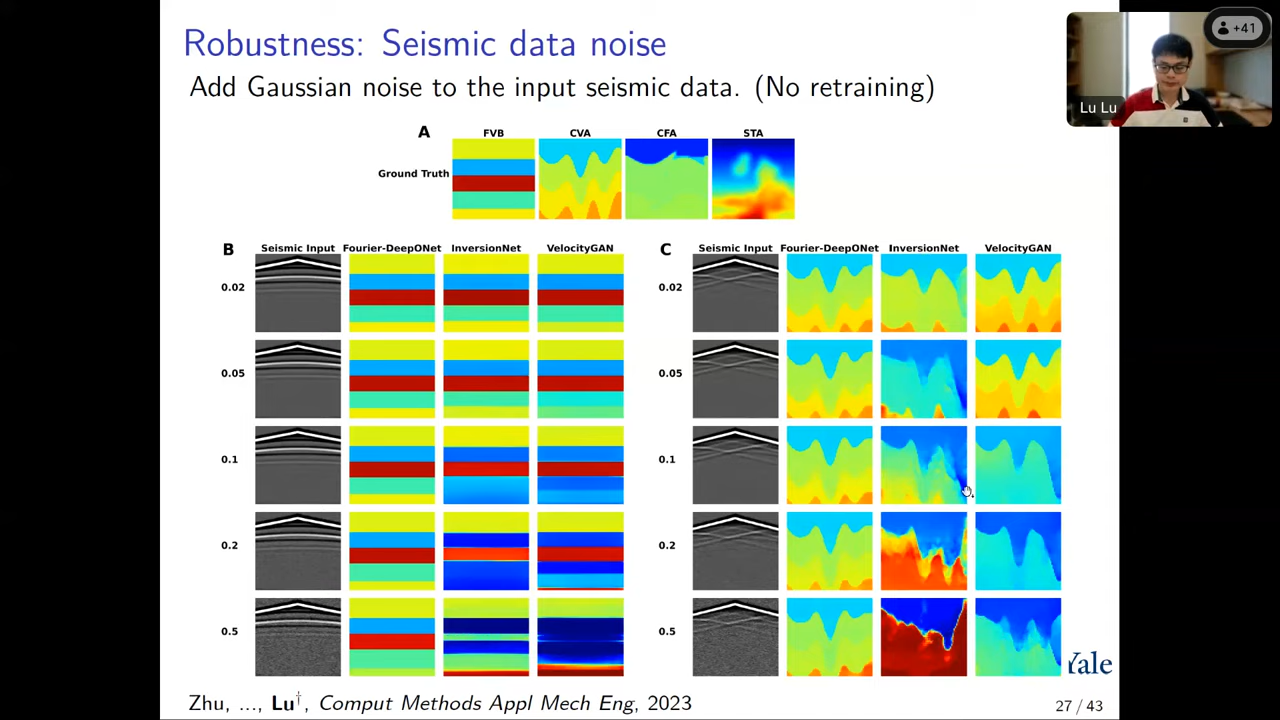 Robustness: Seismic data noise
+41
Lu Lu
Add Gaussian noise to the input seismic data. (No retraining)
A
FVB CVA CFA STA
Ground Truth
B Seismic Input Fourier-DeepONet InversionNet VelocityGAN
0.02
0.05
0.1
0.2
0.5
C Seismic Input Fourier-DeepONet InversionNet VelocityGAN
0.02
0.05
0.1
0.2
0.5
Yale
Zhu, ..., Lu†, Comput Methods Appl Mech Eng, 2023
27 / 43